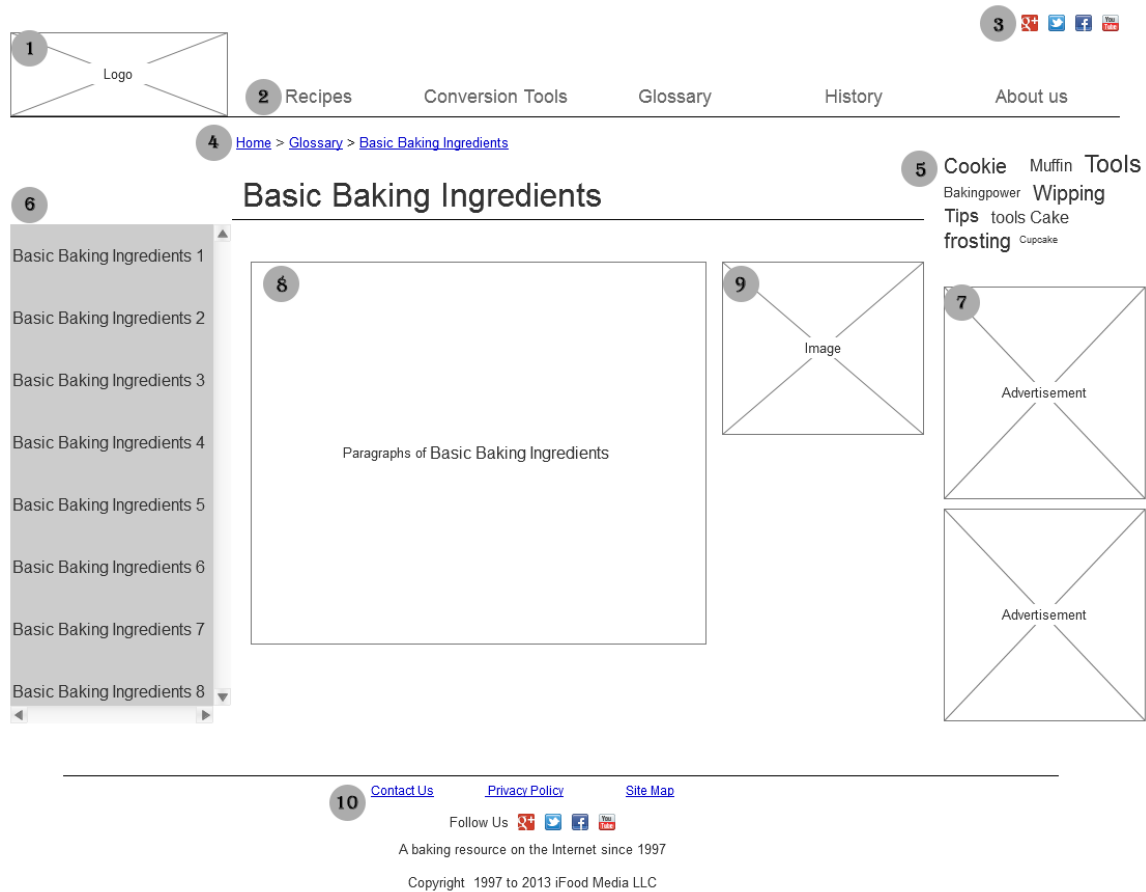 3
1
Logo
2 Recipes Conversion Tools Glossary History About us
4 Home > Glossary > Basic Baking Ingredients
5 Cookie Muffin Tools
Bakingpower Wipping
Tips tools Cake
frosting Cupcake
6
Basic Baking Ingredients
Basic Baking Ingredients 1
Basic Baking Ingredients 2
Basic Baking Ingredients 3
Basic Baking Ingredients 4
Basic Baking Ingredients 5
Basic Baking Ingredients 6
Basic Baking Ingredients 7
Basic Baking Ingredients 8
8
Paragraphs of Basic Baking Ingredients
9
Image
7
Advertisement
Advertisement
10 Contact Us Privacy Policy Site Map
Follow Us
A baking resource on the Internet since 1997
Copyright 1997 to 2013 iFood Media LLC